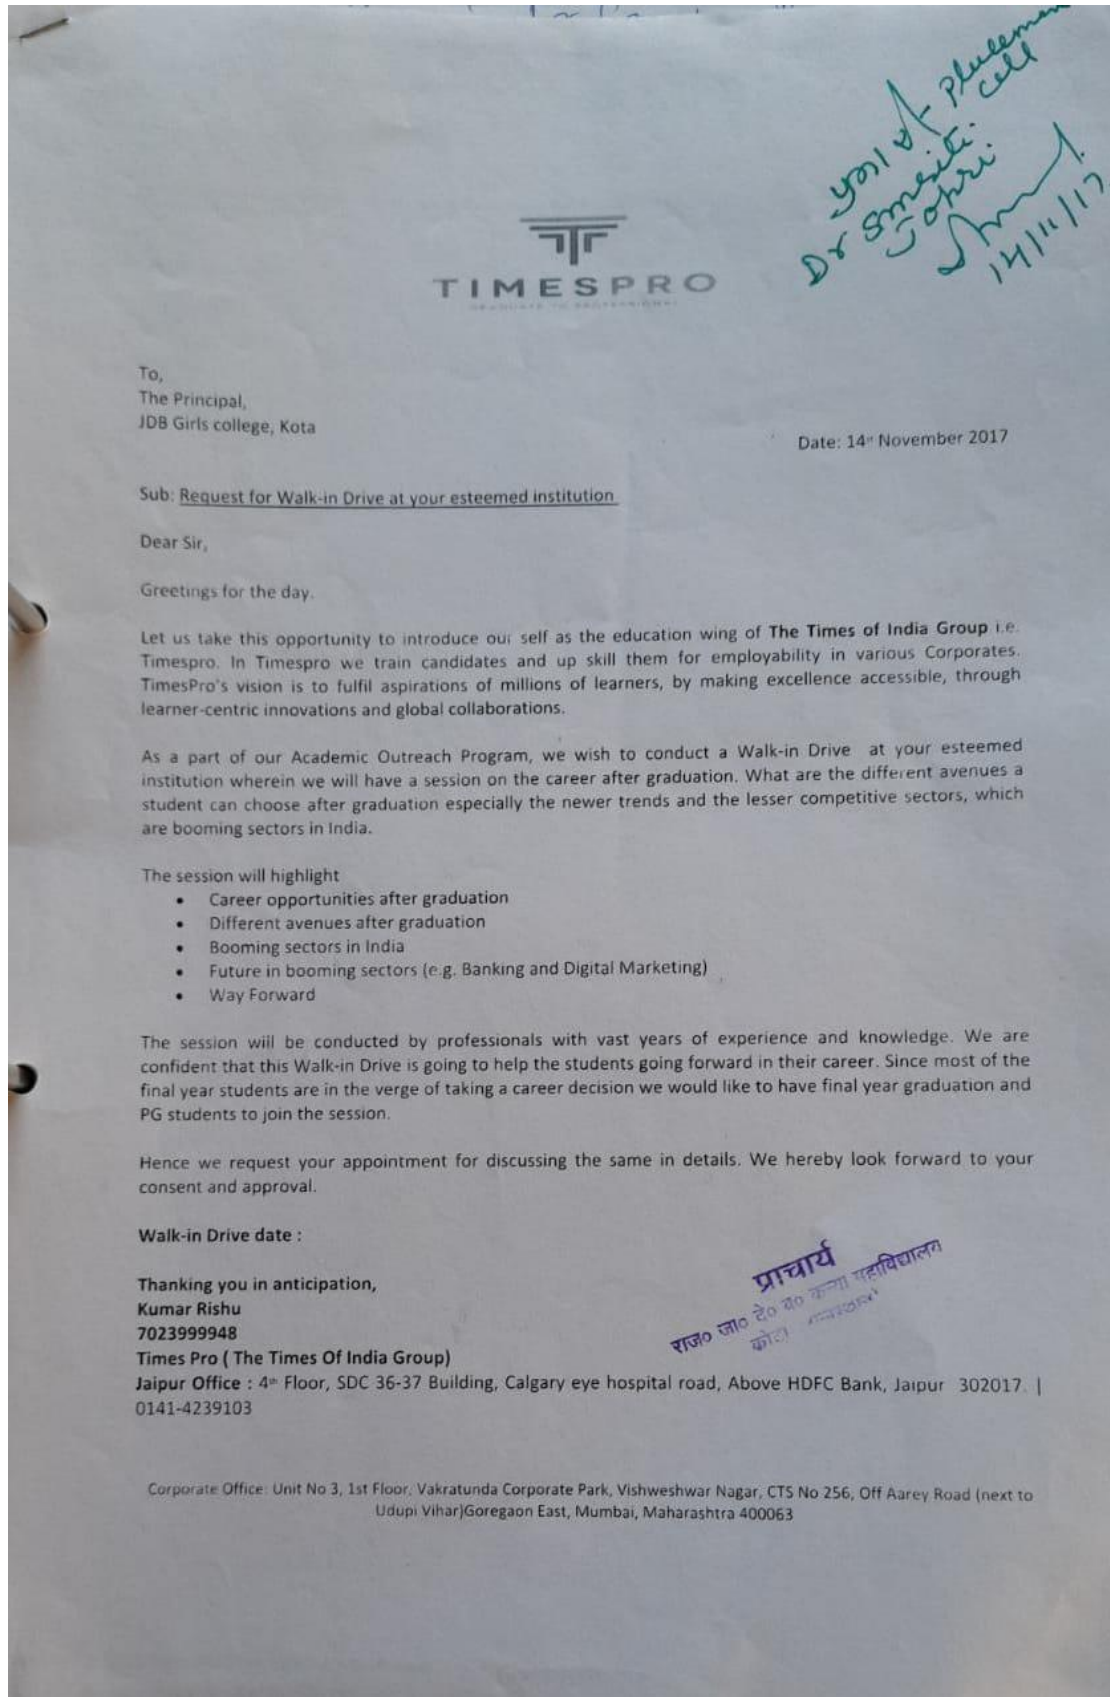 Placement
cell
Dr Smriti
Johri
14/11/17
TIMESPRO
GRADUATE TO PROFESSIONAL
To,
The Principal,
JDB Girls college, Kota
Date: 14th November 2017
Sub: Request for Walk-in Drive at your esteemed institution
Dear Sir,
Greetings for the day.
Let us take this opportunity to introduce our self as the education wing of The Times of India Group i.e.
Timespro. In Timespro we train candidates and up skill them for employability in various Corporates.
TimesPro's vision is to fulfil aspirations of millions of learners, by making excellence accessible, through
learner-centric innovations and global collaborations.
As a part of our Academic Outreach Program, we wish to conduct a Walk-in Drive at your esteemed
institution wherein we will have a session on the career after graduation. What are the different avenues a
student can choose after graduation especially the newer trends and the lesser competitive sectors, which
are booming sectors in India.
The session will highlight
• Career opportunities after graduation
• Different avenues after graduation
• Booming sectors in India
• Future in booming sectors (e.g. Banking and Digital Marketing)
• Way Forward
The session will be conducted by professionals with vast years of experience and knowledge. We are
confident that this Walk-in Drive is going to help the students going forward in their career. Since most of the
final year students are in the verge of taking a career decision we would like to have final year graduation and
PG students to join the session.
Hence we request your appointment for discussing the same in details. We hereby look forward to your
consent and approval.
Walk-in Drive date :
Thanking you in anticipation,
Kumar Rishu
7023999948
Times Pro ( The Times Of India Group)
Jaipur Office : 4th Floor, SDC 36-37 Building, Calgary eye hospital road, Above HDFC Bank, Jaipur 302017. |
0141-4239103
प्राचार्य
राज० जा० दे० ब० कन्या महाविद्यालय
कोटा
Corporate Office: Unit No 3, 1st Floor, Vakratunda Corporate Park, Vishweshwar Nagar, CTS No 256, Off Aarey Road (next to
Udupi Vihar)Goregaon East, Mumbai, Maharashtra 400063